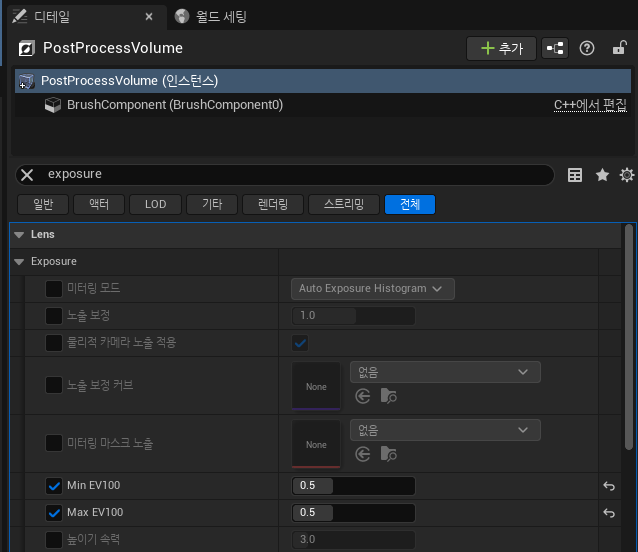 디테일
월드 세팅
PostProcessVolume
추가
PostProcessVolume (인스턴스)
BrushComponent (BrushComponent0)
C++에서 편집
exposure
일반
액터
LOD
기타
렌더링
스트리밍
전체
Lens
Exposure
미터링 모드
Auto Exposure Histogram
노출 보정
1.0
물리적 카메라 노출 적용
노출 보정 커브
None
없음
미터링 마스크 노출
None
없음
Min EV100
0.5
Max EV100
0.5
높이기 속력
3.0